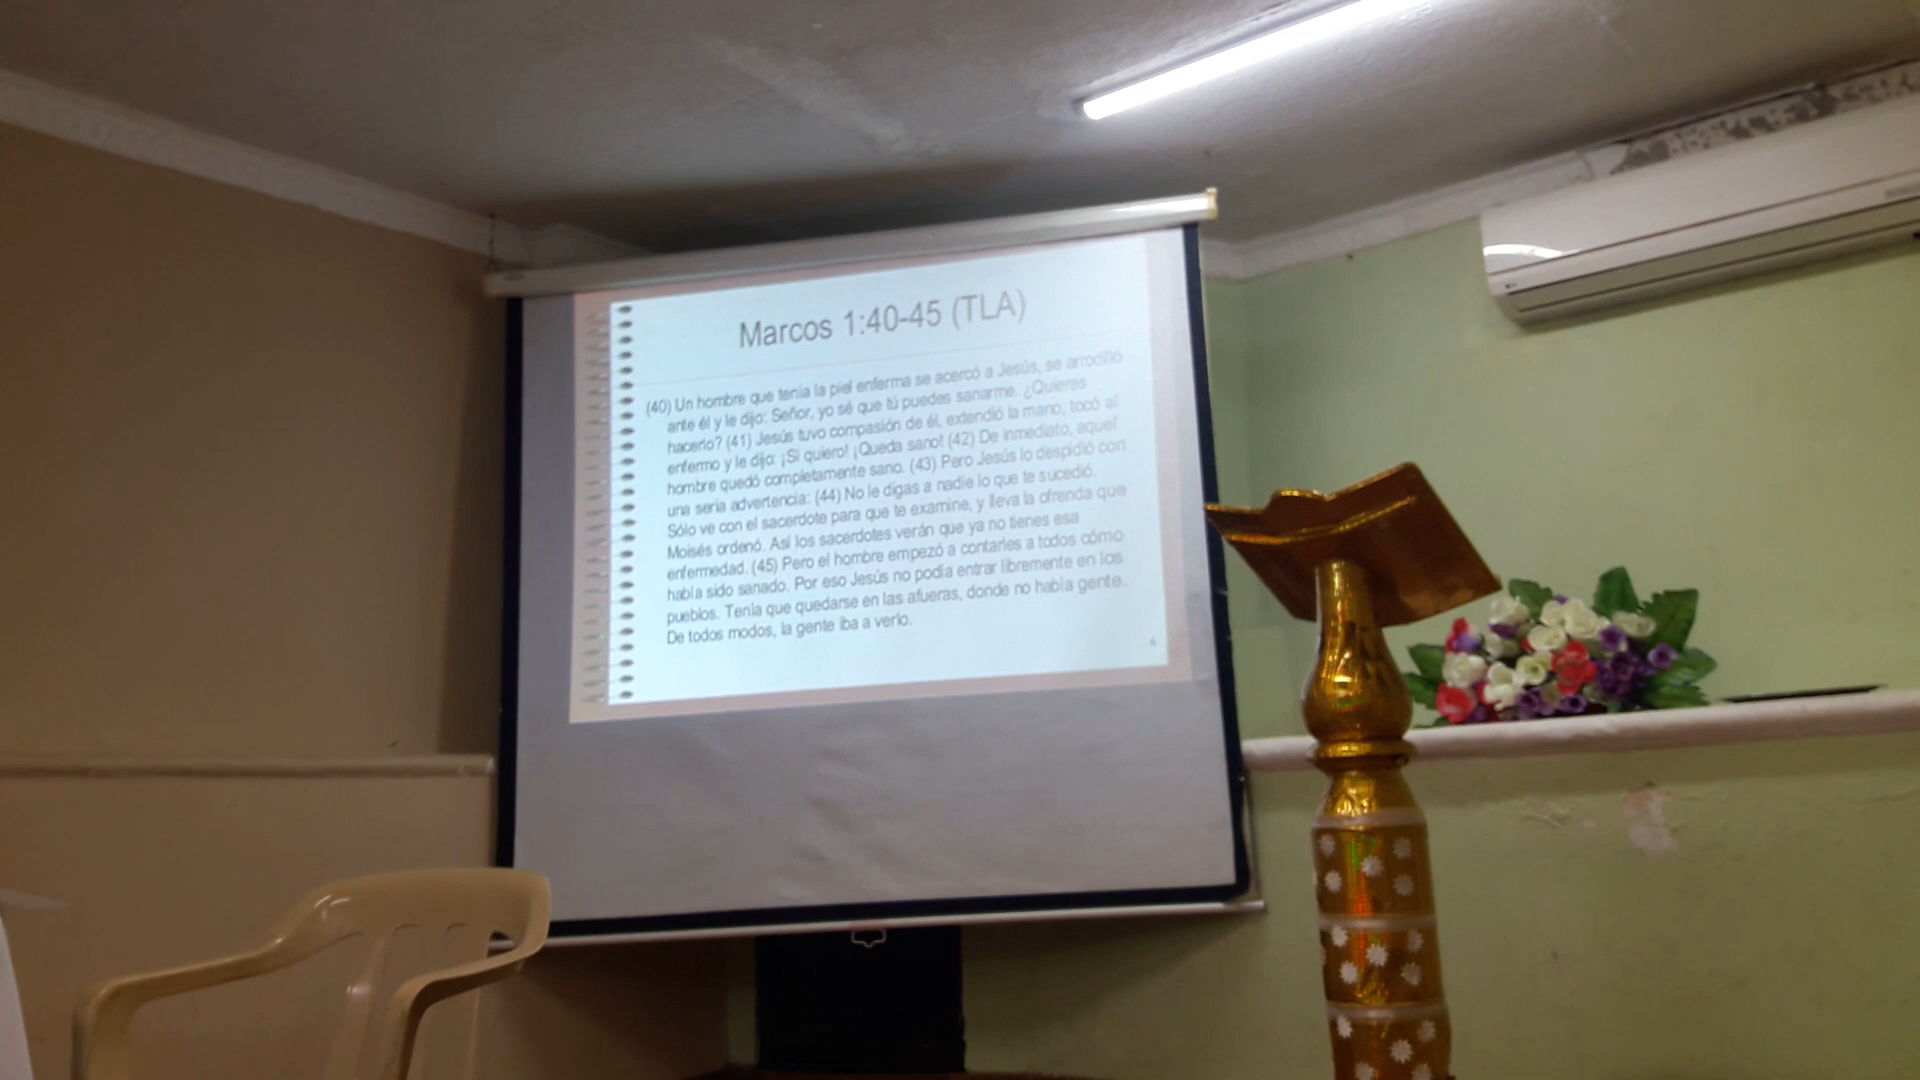 Marcos 1:40-45 (TLA)
(40) Un hombre que tenía la piel enferma se acercó a Jesús, se arrodilló
ante él y le dijo: Señor, yo sé que tú puedes sanarme. ¿Quieres
hacerlo? (41) Jesús tuvo compasión de él, extendió la mano, tocó al
enfermo y le dijo: ¡Sí quiero! ¡Queda sano! (42) De inmediato, aquel
hombre quedó completamente sano. (43) Pero Jesús lo despidió con
una seria advertencia: (44) No le digas a nadie lo que te sucedió.
Sólo ve con el sacerdote para que te examine, y lleva la ofrenda que
Moisés ordenó. Así los sacerdotes verán que ya no tienes esa
enfermedad. (45) Pero el hombre empezó a contarles a todos cómo
había sido sanado. Por eso Jesús no podía entrar libremente en los
pueblos. Tenía que quedarse en las afueras, donde no había gente.
De todos modos, la gente iba a verlo.
6